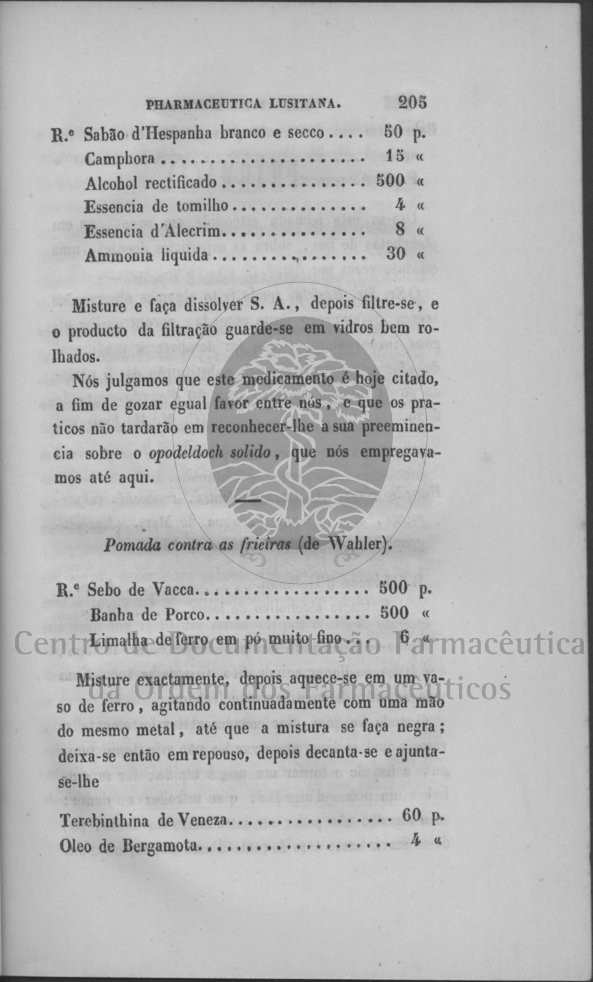 PHARMACEUTICA LUSITANA. 205
R.e Sabão d'Hespanha branco e secco .... 50 p.
Camphora ..................... 15 «
Alcohol rectificado ............... 500 «
Essencia de tomilho.............. 4 «
Essencia d'Alecrim............... 8 «
Ammonia liquida ................ 30 «
Misture e faça dissolver S. A., depois filtre-se, e
o producto da filtração guarde-se em vidros bem ro-
lhados.
Nós julgamos que este medicamento é hoje citado,
a fim de gozar egual favor entre nós, e que os pra-
ticos não tardarão em reconhecer-lhe a sua preeminen-
cia sobre o opodeldoch solido, que nós empregava-
mos até aqui.
Pomada contra as frieiras (de Wahler).
R.e Sebo de Vacca.................. 500 p.
Banha de Porco................. 500 «
Limalha de ferro em pó muito fino ... 6 «
Centro de Documentação Farmacêutica
Misture exactamente, depois aquece-se em um va-
da Ordem dos Farmacêuticos
so de ferro, agitando continuadamente com uma mão
do mesmo metal, até que a mistura se faça negra;
deixa-se então em repouso, depois decanta-se e ajunta-
se-lhe
Terebinthina de Veneza................. 60 p.
Oleo de Bergamota.................... 4 «